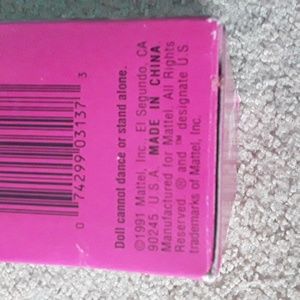 0 74299 03137 3
Doll cannot dance or stand alone.
©1991 Mattel, Inc. El Segundo, CA
90245 U.S.A. MADE IN CHINA.
Manufactured for Mattel. All Rights
Reserved. ® and ™ designate U.S.
trademarks of Mattel, Inc.